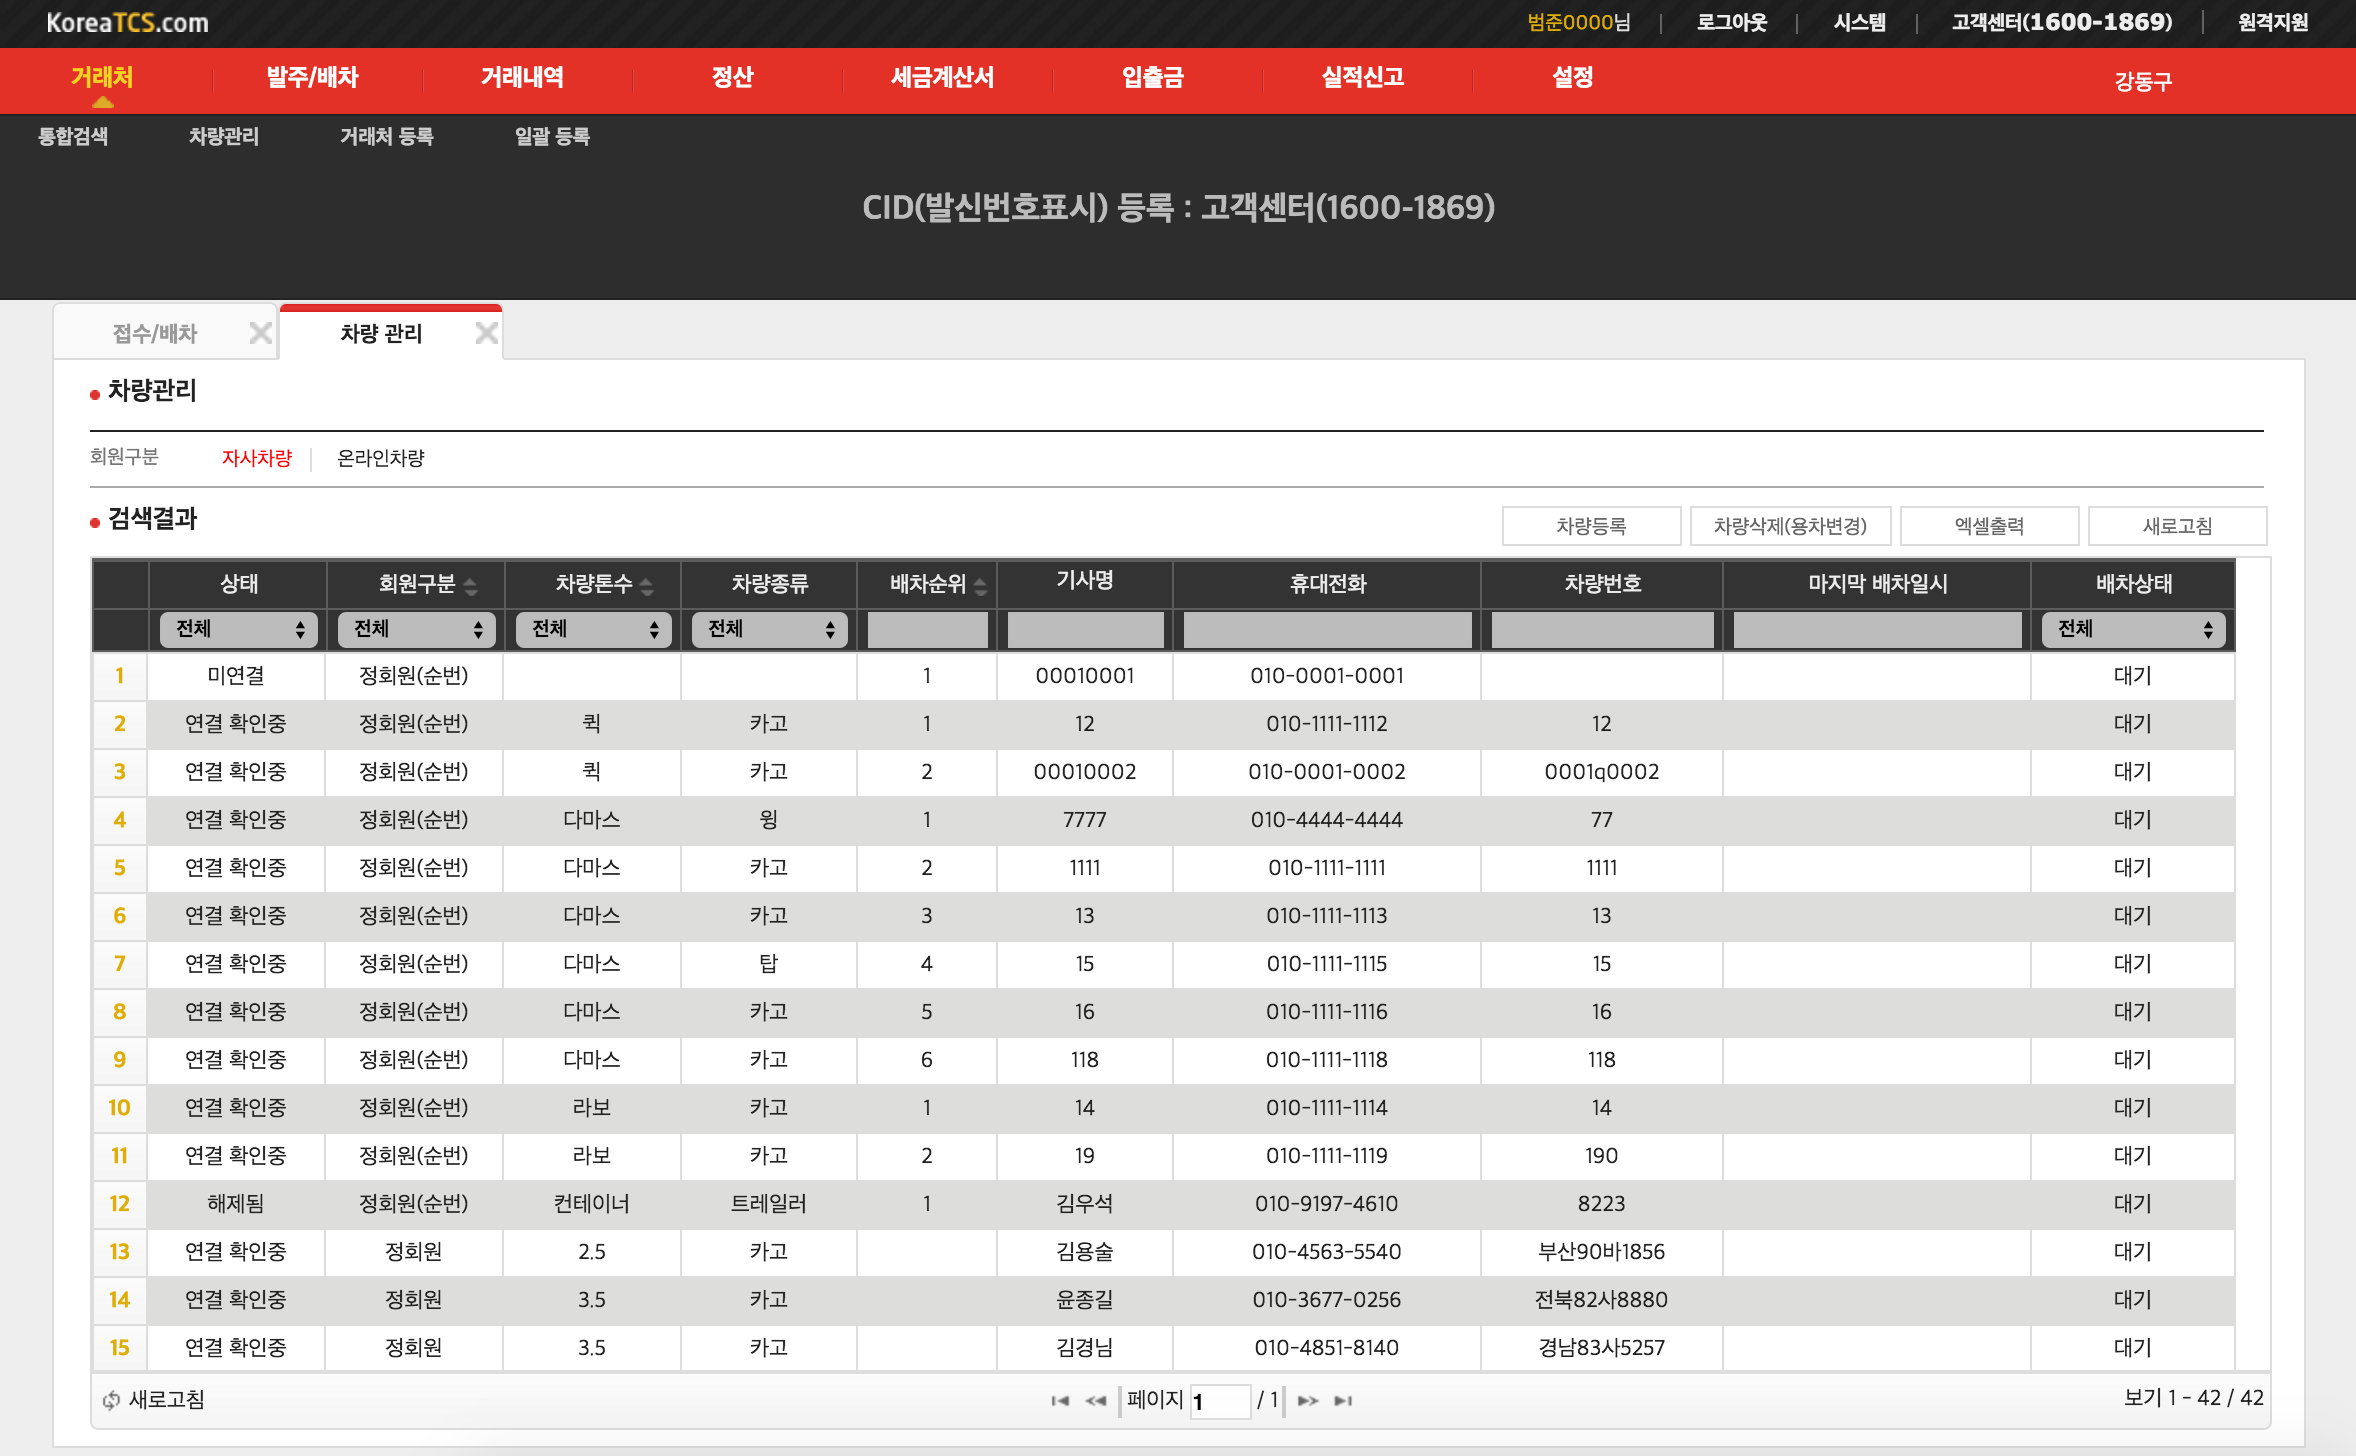 KoreaTCS.com 범준0000님 로그아웃 시스템 고객센터(1600-1869) 원격지원
거래처 발주/배차 거래내역 정산 세금계산서 입출금 실적신고 설정 강동구
통합검색 차량관리 거래처 등록 일괄 등록
CID(발신번호표시) 등록 : 고객센터(1600-1869)
접수/배차 차량 관리
차량관리
회원구분 자사차량 온라인차량
검색결과 차량등록 차량삭제(용차변경) 엑셀출력 새로고침
상태 회원구분 차량톤수 차량종류 배차순위 기사명 휴대전화 차량번호 마지막 배차일시 배차상태
전체 전체 전체 전체 전체
1 미연결 정회원(순번) 1 00010001 010-0001-0001 대기
2 연결 확인중 정회원(순번) 퀵 카고 1 12 010-1111-1112 12 대기
3 연결 확인중 정회원(순번) 퀵 카고 2 00010002 010-0001-0002 0001q0002 대기
4 연결 확인중 정회원(순번) 다마스 윙 1 7777 010-4444-4444 77 대기
5 연결 확인중 정회원(순번) 다마스 카고 2 1111 010-1111-1111 1111 대기
6 연결 확인중 정회원(순번) 다마스 카고 3 13 010-1111-1113 13 대기
7 연결 확인중 정회원(순번) 다마스 탑 4 15 010-1111-1115 15 대기
8 연결 확인중 정회원(순번) 다마스 카고 5 16 010-1111-1116 16 대기
9 연결 확인중 정회원(순번) 다마스 카고 6 118 010-1111-1118 118 대기
10 연결 확인중 정회원(순번) 라보 카고 1 14 010-1111-1114 14 대기
11 연결 확인중 정회원(순번) 라보 카고 2 19 010-1111-1119 190 대기
12 해제됨 정회원(순번) 컨테이너 트레일러 1 김우석 010-9197-4610 8223 대기
13 연결 확인중 정회원 2.5 카고 김용술 010-4563-5540 부산90바1856 대기
14 연결 확인중 정회원 3.5 카고 윤종길 010-3677-0256 전북82사8880 대기
15 연결 확인중 정회원 3.5 카고 김경님 010-4851-8140 경남83사5257 대기
새로고침 페이지 1 / 1 보기 1 - 42 / 42